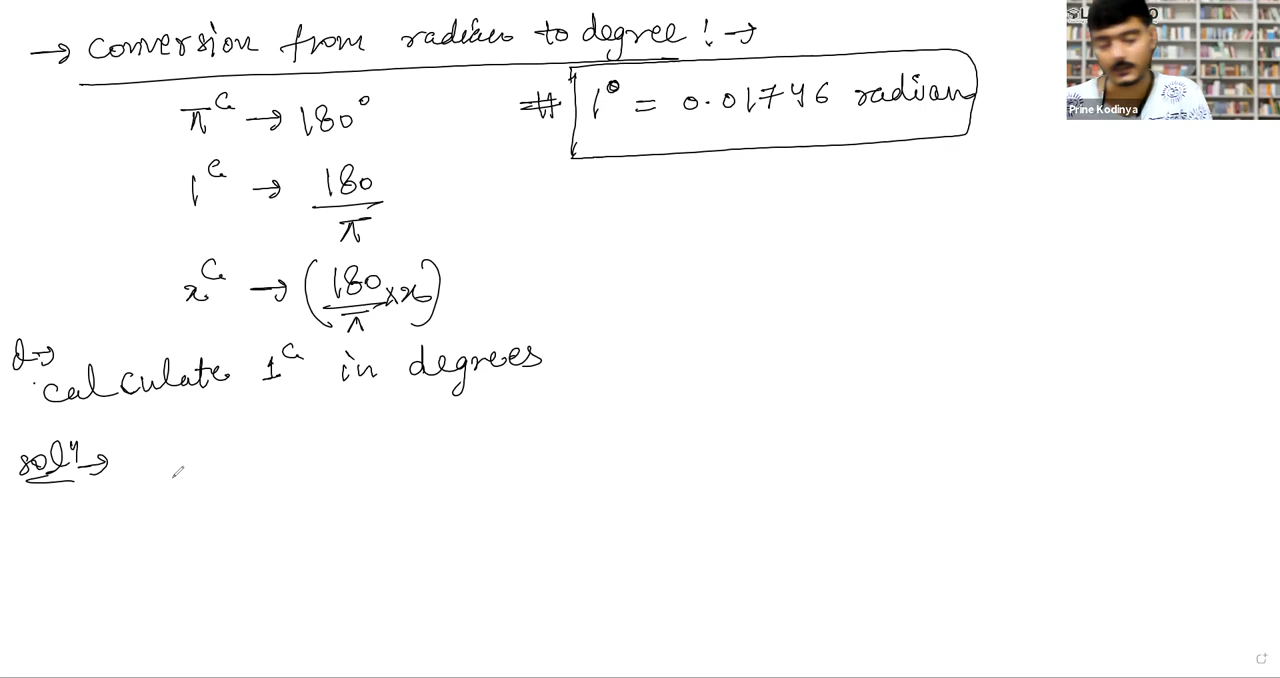 → conversion from radian to degree! →
π^c → 180°
# 1° = 0.01746 radian
1^c → 180/π
x^c → (180/π × x)
Q→
calculate 1^c in degrees
solⁿ →
Prine Kodinya